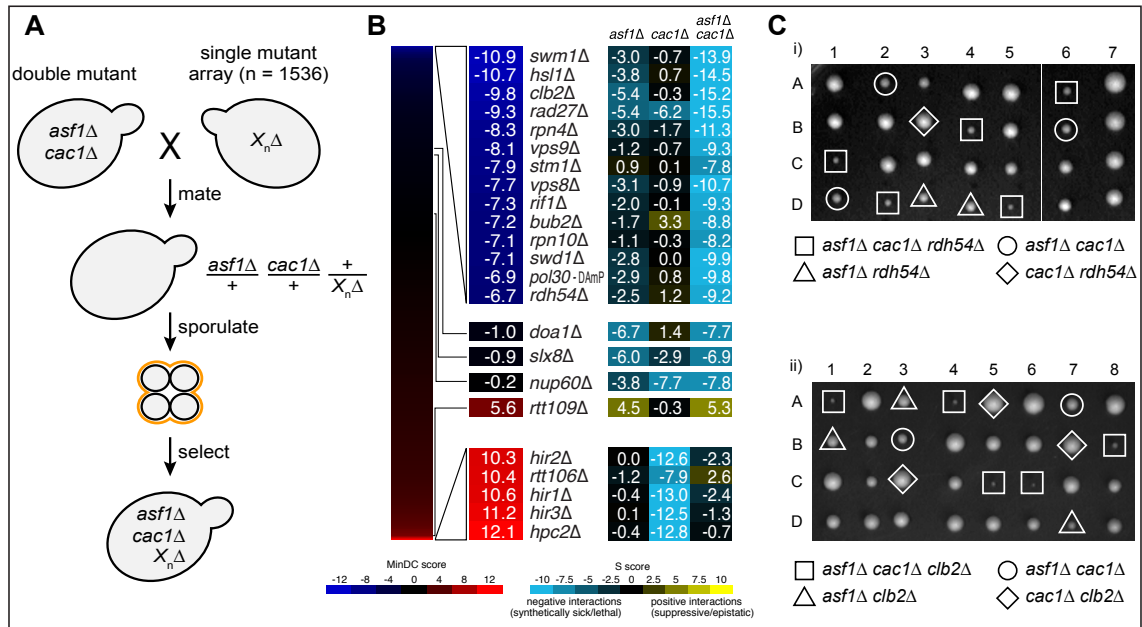 A
double mutant
single mutant
array (n = 1536)
asf1Δ
cac1Δ
X
XnΔ
mate
asf1Δ cac1Δ +
+ + XnΔ
sporulate
select
asf1Δ
cac1Δ
XnΔ
B
asf1Δ cac1Δ asf1Δ cac1Δ
-10.9 swm1Δ -3.0 -0.7 -13.9
-10.7 hsl1Δ -3.8 0.7 -14.5
-9.8 clb2Δ -5.4 -0.3 -15.2
-9.3 rad27Δ -5.4 -6.2 -15.5
-8.3 rpn4Δ -3.0 -1.7 -11.3
-8.1 vps9Δ -1.2 -0.7 -9.3
-7.9 stm1Δ 0.9 0.1 -7.8
-7.7 vps8Δ -3.1 -0.9 -10.7
-7.3 rif1Δ -2.0 -0.1 -9.3
-7.2 bub2Δ -1.7 3.3 -8.8
-7.1 rpn10Δ -1.1 -0.3 -8.2
-7.1 swd1Δ -2.8 0.0 -9.9
-6.9 pol30-DAmP -2.9 0.8 -9.8
-6.7 rdh54Δ -2.5 1.2 -9.2
-1.0 doa1Δ -6.7 1.4 -7.7
-0.9 slx8Δ -6.0 -2.9 -6.9
-0.2 nup60Δ -3.8 -7.7 -7.8
5.6 rtt109Δ 4.5 -0.3 5.3
10.3 hir2Δ 0.0 -12.6 -2.3
10.4 rtt106Δ -1.2 -7.9 2.6
10.6 hir1Δ -0.4 -13.0 -2.4
11.2 hir3Δ 0.1 -12.5 -1.3
12.1 hpc2Δ -0.4 -12.8 -0.7
MinDC score
-12 -8 -4 0 4 8 12
S score
-10 -7.5 -5 -2.5 0 2.5 5 7.5 10
negative interactions
(synthetically sick/lethal)
positive interactions
(suppressive/epistatic)
C
i)
1 2 3 4 5 6 7
A
B
C
D
asf1Δ cac1Δ rdh54Δ asf1Δ cac1Δ
asf1Δ rdh54Δ cac1Δ rdh54Δ
ii)
1 2 3 4 5 6 7 8
A
B
C
D
asf1Δ cac1Δ clb2Δ asf1Δ cac1Δ
asf1Δ clb2Δ cac1Δ clb2Δ